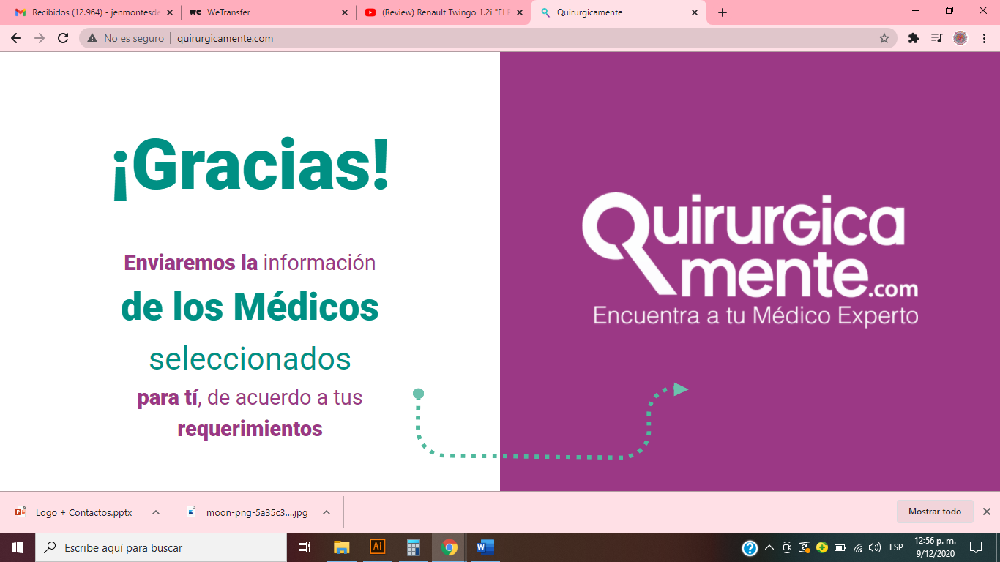 Recibidos (12.964) - jenmontesde
WeTransfer
(Review) Renault Twingo 1.2i "El
Quirurgicamente
No es seguro
quirurgicamente.com
¡Gracias!
Enviaremos la información
de los Médicos
seleccionados
para tí, de acuerdo a tus
requerimientos
Quirurgica
mente.com
Encuentra a tu Médico Experto
Logo + Contactos.pptx
moon-png-5a35c3....jpg
Mostrar todo
Escribe aquí para buscar
Ai
ESP
12:56 p. m.
9/12/2020